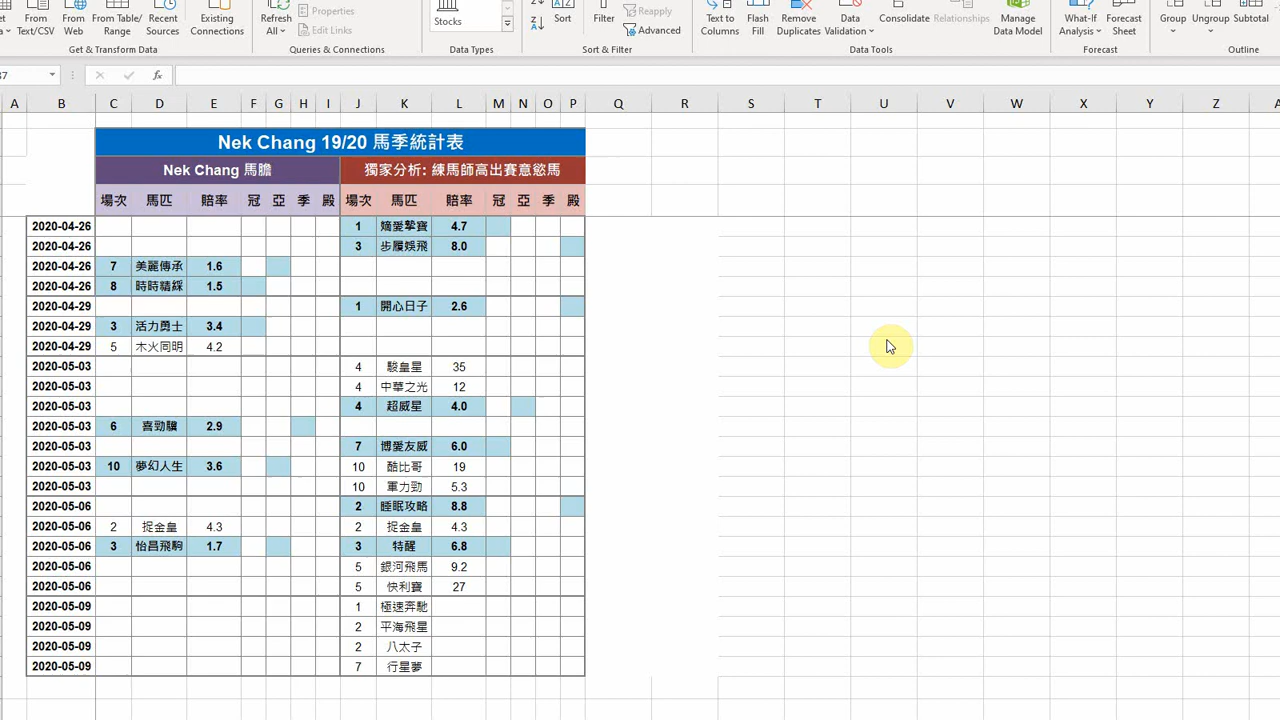 From
Text/CSV
From
Web
From Table/
Range
Recent
Sources
Existing
Connections
Get & Transform Data
Refresh
All
Properties
Edit Links
Queries & Connections
Stocks
Data Types
Sort
Filter
Reapply
Advanced
Sort & Filter
Text to
Columns
Flash
Fill
Remove
Duplicates
Data
Validation
Consolidate
Relationships
Manage
Data Model
Data Tools
What-If
Analysis
Forecast
Sheet
Forecast
Group
Ungroup
Subtotal
Outline
fx
A B C D E F G H I J K L M N O P Q R S T U V W X Y Z
Nek Chang 19/20 馬季統計表
Nek Chang 馬膽 獨家分析: 練馬師高出賽意慾馬
場次 馬匹 賠率 冠 亞 季 殿 場次 馬匹 賠率 冠 亞 季 殿
2020-04-26 1 嫡愛摯寶 4.7
2020-04-26 3 步履娛飛 8.0
2020-04-26 7 美麗傳承 1.6
2020-04-26 8 時時精綵 1.5
2020-04-29 1 開心日子 2.6
2020-04-29 3 活力勇士 3.4
2020-04-29 5 木火同明 4.2
2020-05-03 4 駿皇星 35
2020-05-03 4 中華之光 12
2020-05-03 4 超威星 4.0
2020-05-03 6 喜勁驥 2.9
2020-05-03 7 博愛友威 6.0
2020-05-03 10 夢幻人生 3.6 10 酷比哥 19
2020-05-03 10 軍力勁 5.3
2020-05-06 2 睡眠攻略 8.8
2020-05-06 2 捉金皇 4.3 2 捉金皇 4.3
2020-05-06 3 怡昌飛駒 1.7 3 特醒 6.8
2020-05-06 5 銀河飛馬 9.2
2020-05-06 5 快利寶 27
2020-05-09 1 極速奔馳
2020-05-09 2 平海飛星
2020-05-09 2 八太子
2020-05-09 7 行星夢